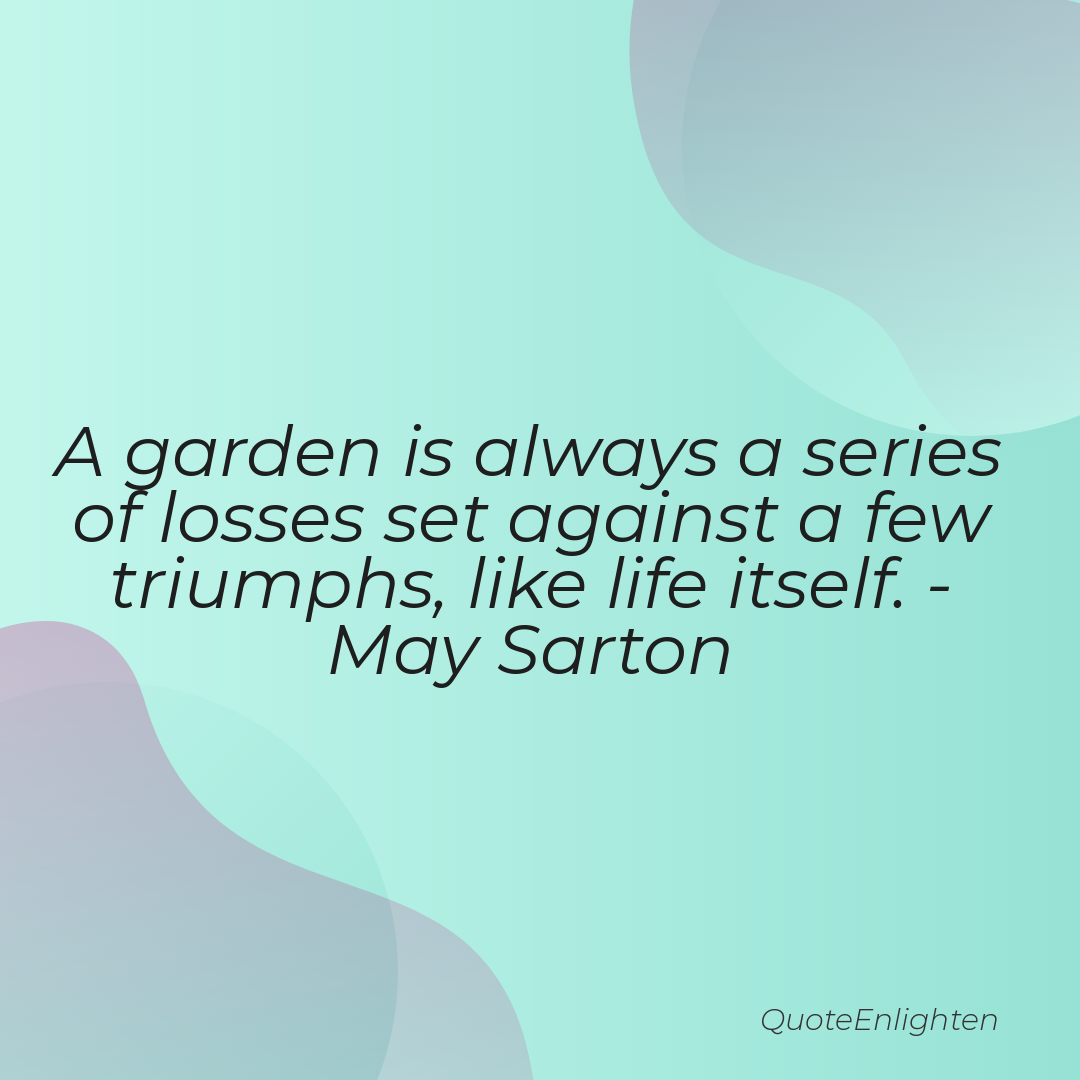 A garden is always a series
of losses set against a few
triumphs, like life itself. -
May Sarton
QuoteEnlighten